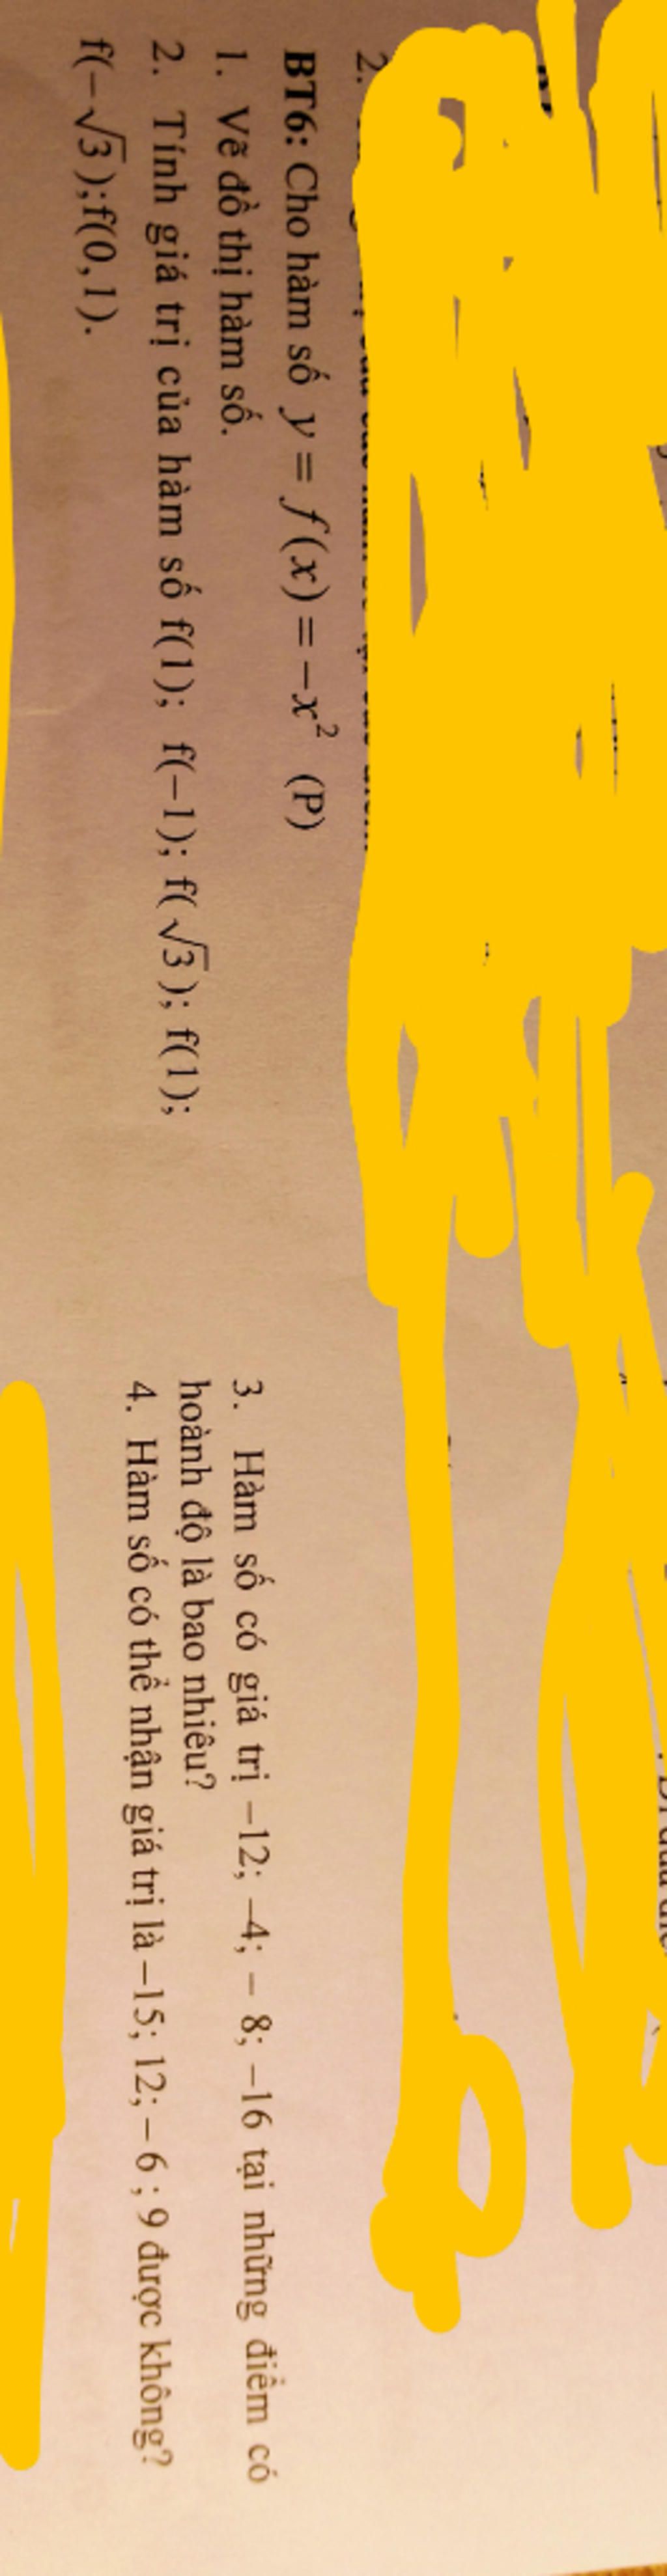 2.
BT6: Cho hàm số y = f(x) = −x² (P)
1. Vẽ đồ thị hàm số.
2. Tính giá trị của hàm số f(1); f(−1); f(√3); f(1);
f(−√3);f(0,1).
3. Hàm số có giá trị −12; −4; − 8; −16 tại những điểm có
hoành độ là bao nhiêu?
4. Hàm số có thể nhận giá trị là −15; 12; − 6 ; 9 được không?